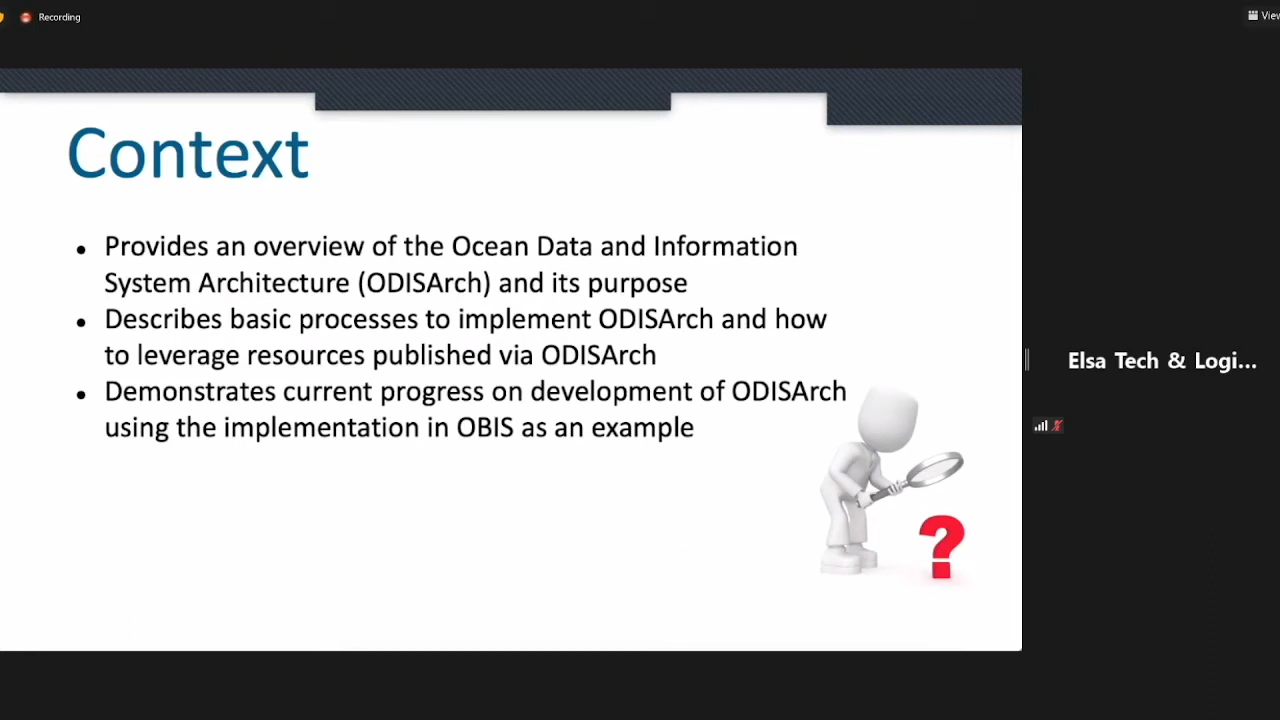 Recording
View
Context
• Provides an overview of the Ocean Data and Information
System Architecture (ODISArch) and its purpose
• Describes basic processes to implement ODISArch and how
to leverage resources published via ODISArch
• Demonstrates current progress on development of ODISArch
using the implementation in OBIS as an example
?
Elsa Tech & Logi...